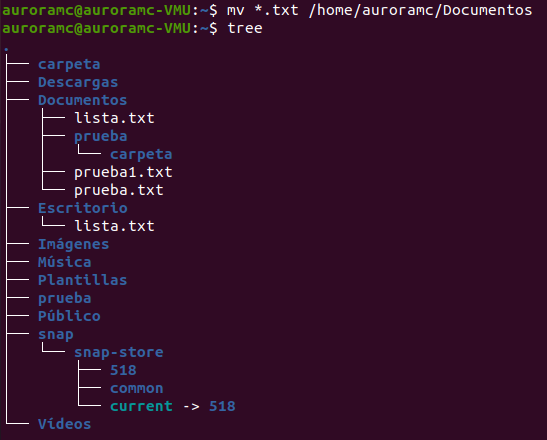 auroramc@auroramc-VMU:~$ mv *.txt /home/auroramc/Documentos
auroramc@auroramc-VMU:~$ tree
.
├── carpeta
├── Descargas
├── Documentos
│   ├── lista.txt
│   ├── prueba
│   │   └── carpeta
│   ├── prueba1.txt
│   └── prueba.txt
├── Escritorio
│   └── lista.txt
├── Imágenes
├── Música
├── Plantillas
├── prueba
├── Público
├── snap
│   └── snap-store
│       ├── 518
│       ├── common
│       └── current -> 518
└── Vídeos